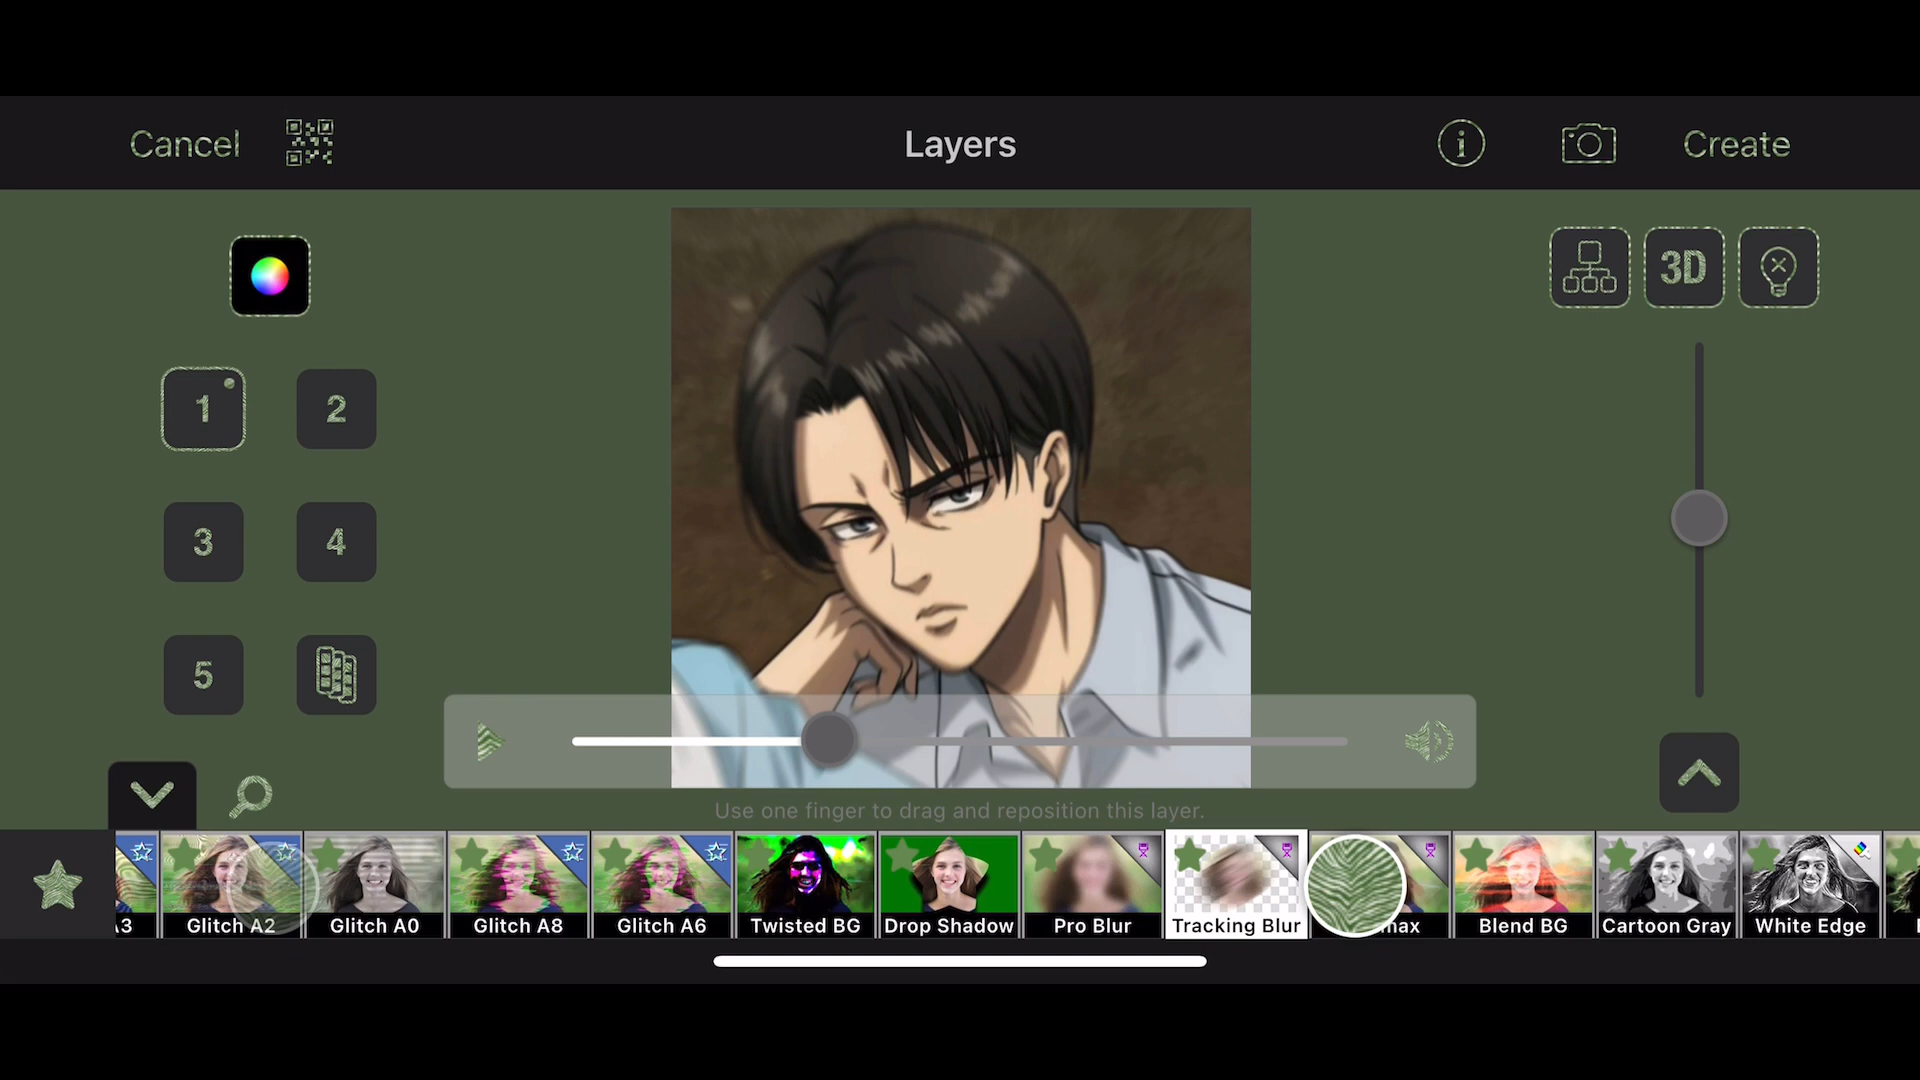 Cancel
Layers
Create
3D
1
2
3
4
5
Use one finger to drag and reposition this layer.
A3
Glitch A2
Glitch A0
Glitch A8
Glitch A6
Twisted BG
Drop Shadow
Pro Blur
Tracking Blur
max
Blend BG
Cartoon Gray
White Edge